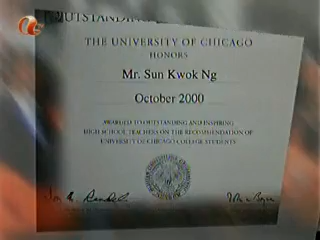 OUTSTANDING
THE UNIVERSITY OF CHICAGO
HONORS
Mr. Sun Kwok Ng
October 2000
AWARDED TO OUTSTANDING AND INSPIRING
HIGH SCHOOL TEACHERS ON THE RECOMMENDATION OF
UNIVERSITY OF CHICAGO COLLEGE STUDENTS